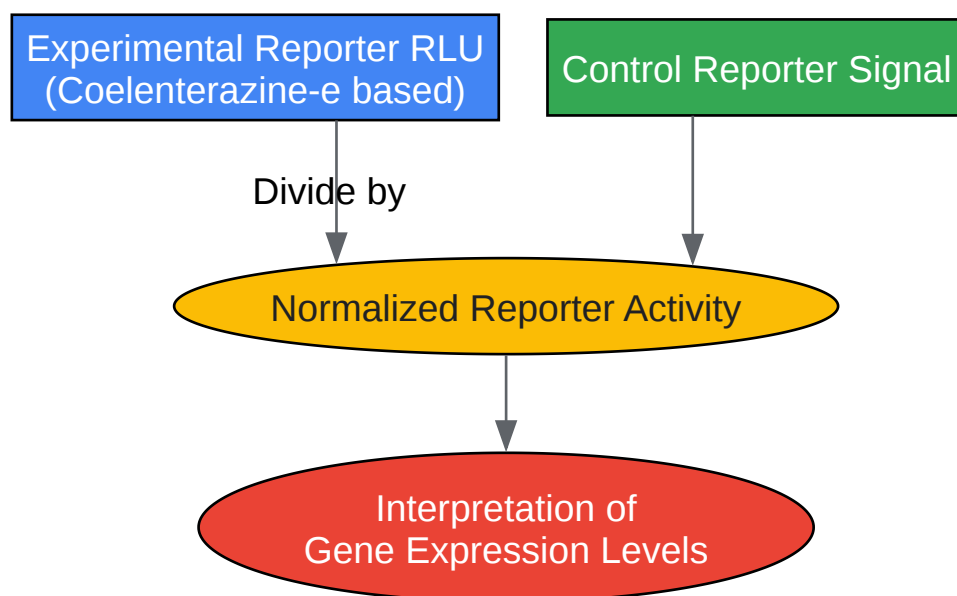 Experimental Reporter RLU
(Coelenterazine-e based)
Control Reporter Signal
Divide by
Normalized Reporter Activity
Interpretation of
Gene Expression Levels